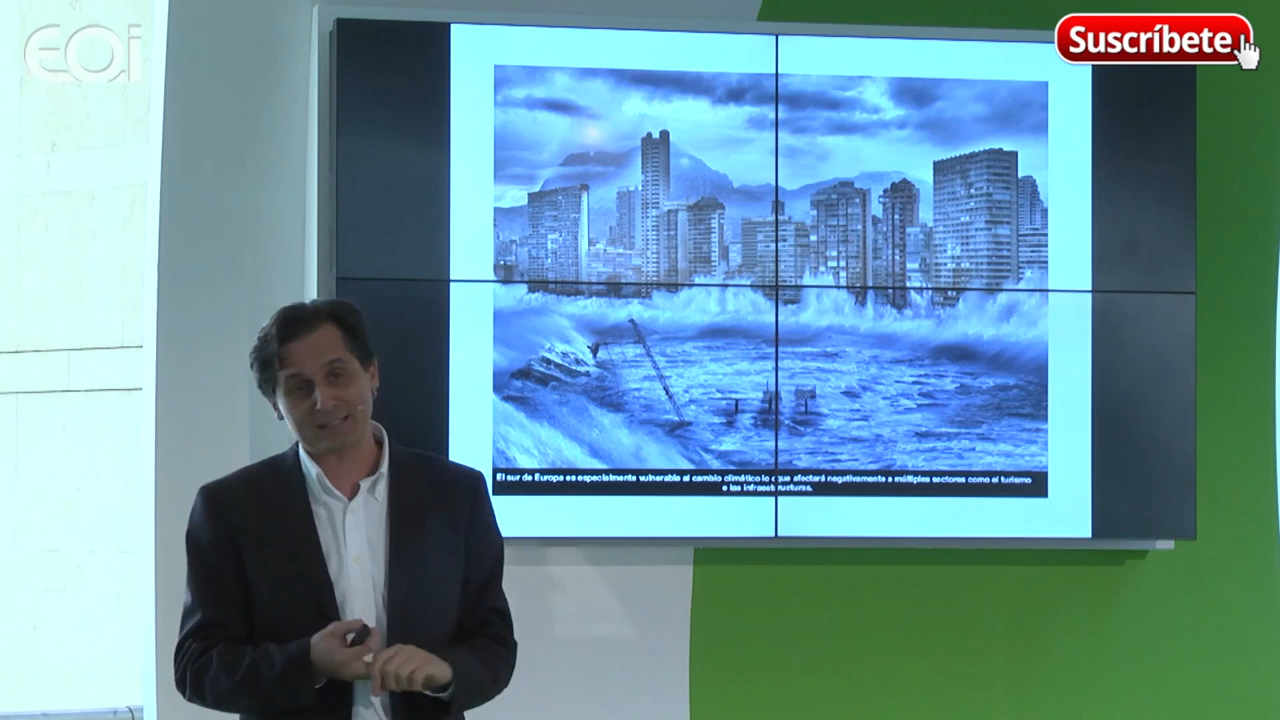 eoi
Suscríbete
El sur de Europa es especialmente vulnerable al cambio climático lo que afectará negativamente a múltiples sectores como el turismo
o las infraestructuras.